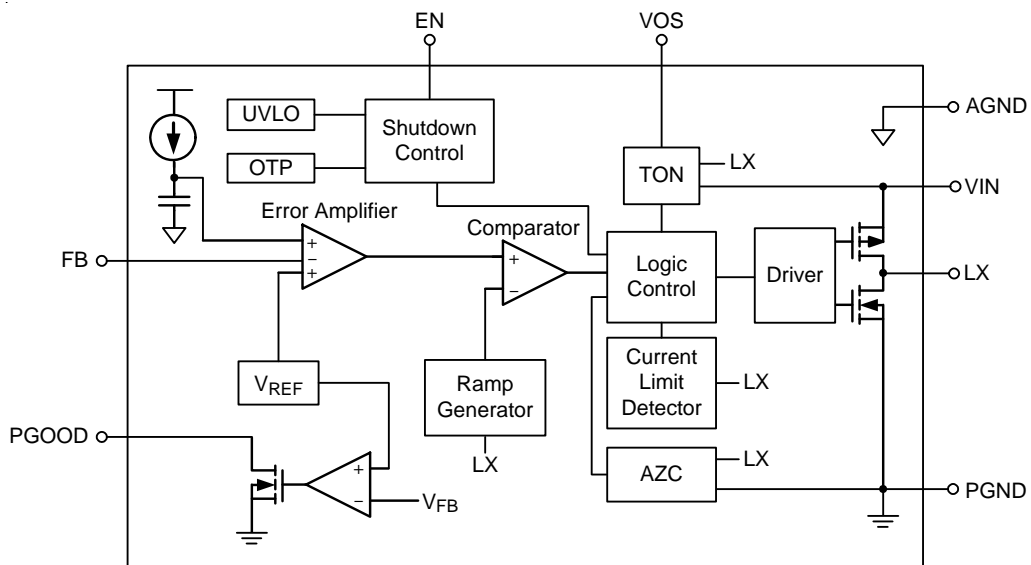 EN
VOS
UVLO
OTP
Shutdown
Control
TON
LX
AGND
VIN
Error Amplifier
+
−
+
FB
Comparator
+
−
Logic
Control
Driver
LX
VREF
Ramp
Generator
LX
Current
Limit
Detector
LX
PGOOD
+
−
VFB
AZC
LX
PGND